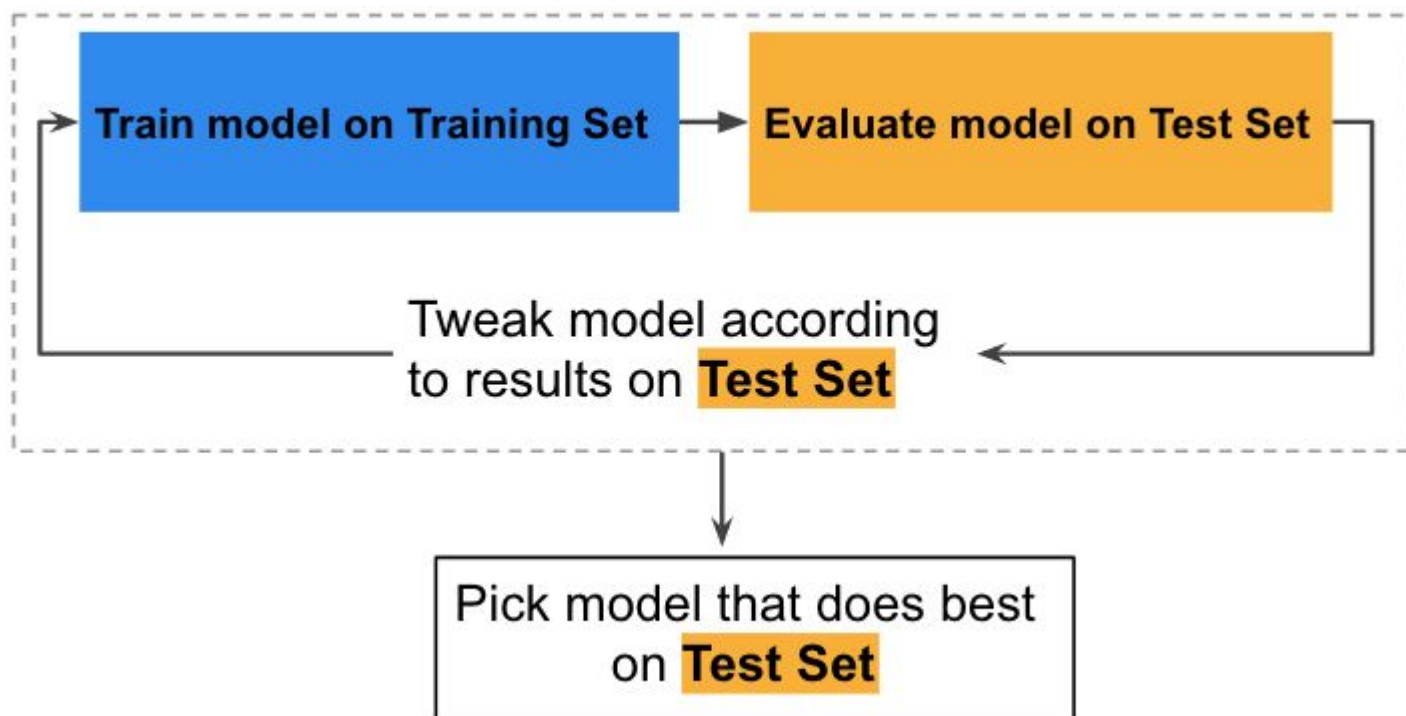 Train model on Training Set
Evaluate model on Test Set
Tweak model according
to results on Test Set
Pick model that does best
on Test Set